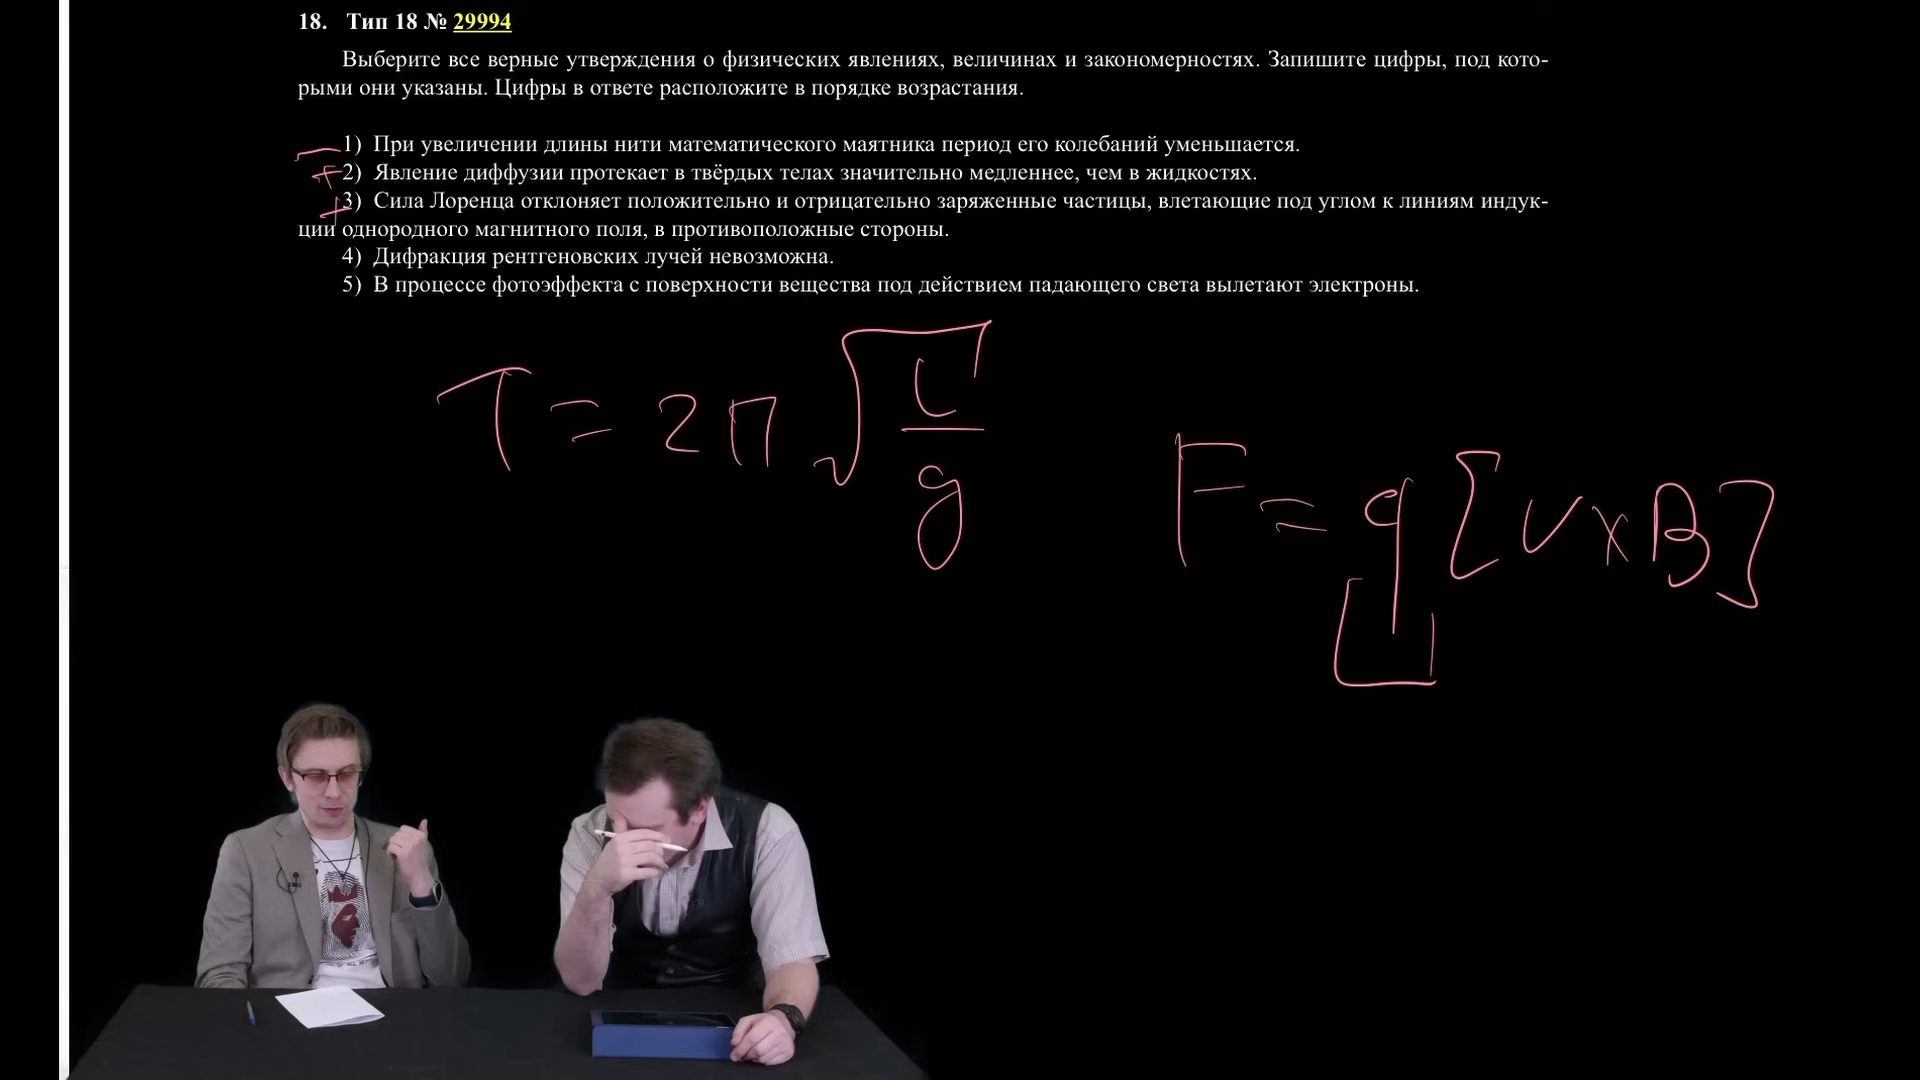 18. Тип 18 № 29994
Выберите все верные утверждения о физических явлениях, величинах и закономерностях. Запишите цифры, под кото-
рыми они указаны. Цифры в ответе расположите в порядке возрастания.
— 1) При увеличении длины нити математического маятника период его колебаний уменьшается.
+ 2) Явление диффузии протекает в твёрдых телах значительно медленнее, чем в жидкостях.
+ 3) Сила Лоренца отклоняет положительно и отрицательно заряженные частицы, влетающие под углом к линиям индук-
ции однородного магнитного поля, в противоположные стороны.
4) Дифракция рентгеновских лучей невозможна.
5) В процессе фотоэффекта с поверхности вещества под действием падающего света вылетают электроны.
T = 2π √(L/g)
F = q [v x B]